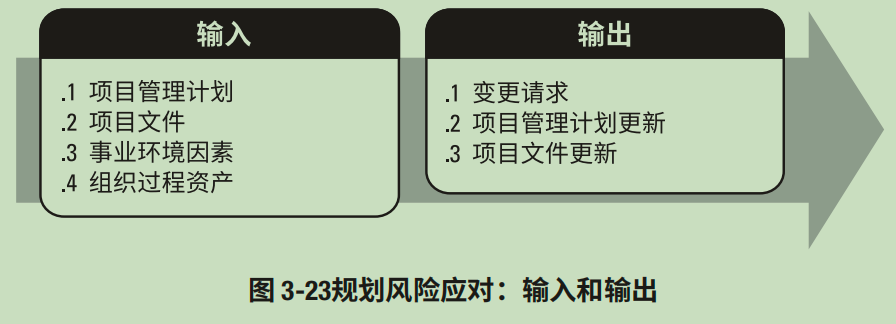 输入
.1 项目管理计划
.2 项目文件
.3 事业环境因素
.4 组织过程资产
输出
.1 变更请求
.2 项目管理计划更新
.3 项目文件更新
图 3-23规划风险应对：输入和输出